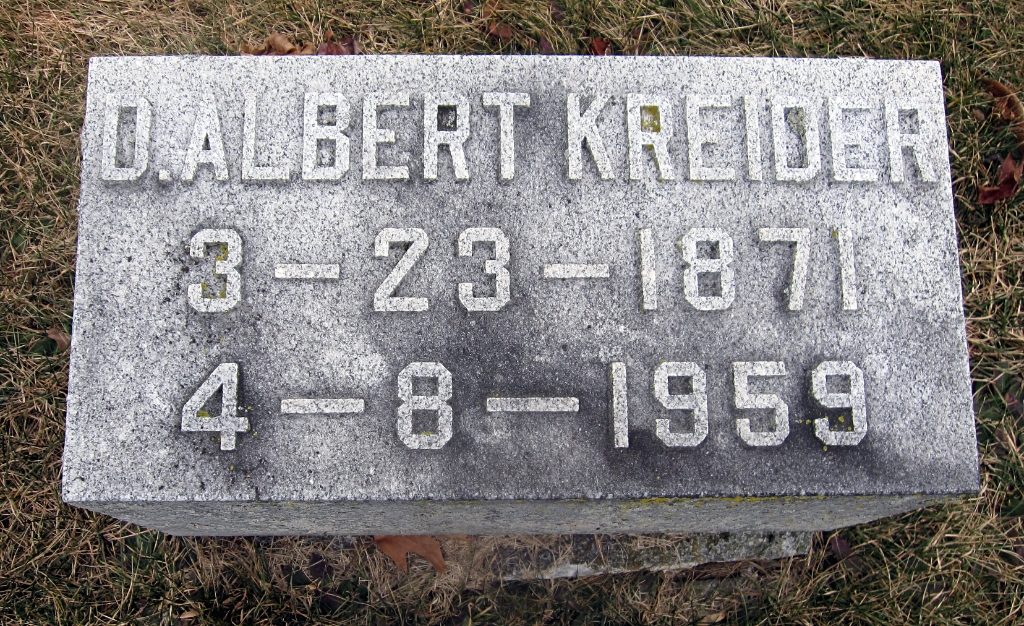 D. ALBERT KREIDER
3 – 23 – 1871
4 – 8 – 1959